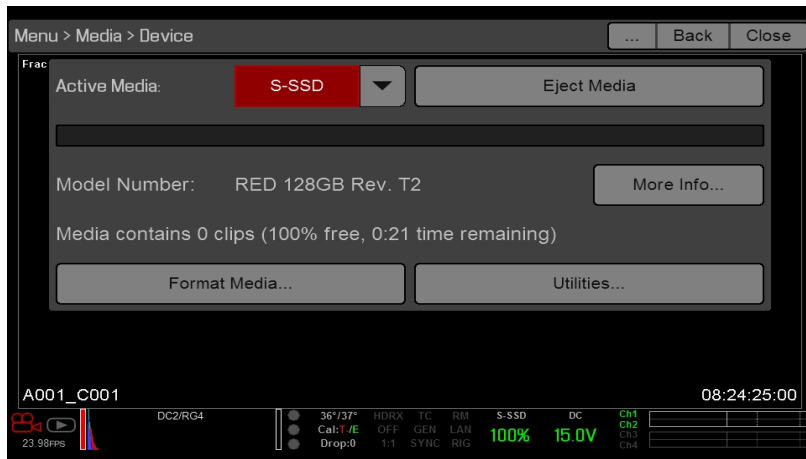 Menu > Media > Device ... Back Close
Frac
Active Media: S-SSD Eject Media
Model Number: RED 128GB Rev. T2 More Info...
Media contains 0 clips (100% free, 0:21 time remaining)
Format Media... Utilities...
A001_C001 08:24:25:00
DC2/RG4 36°/37° HDRX TC RM S-SSD DC Ch1
Cal:T-/E OFF GEN LAN 100% 15.0V Ch2
23.98FPS Drop:0 1:1 SYNC RIG Ch3
Ch4